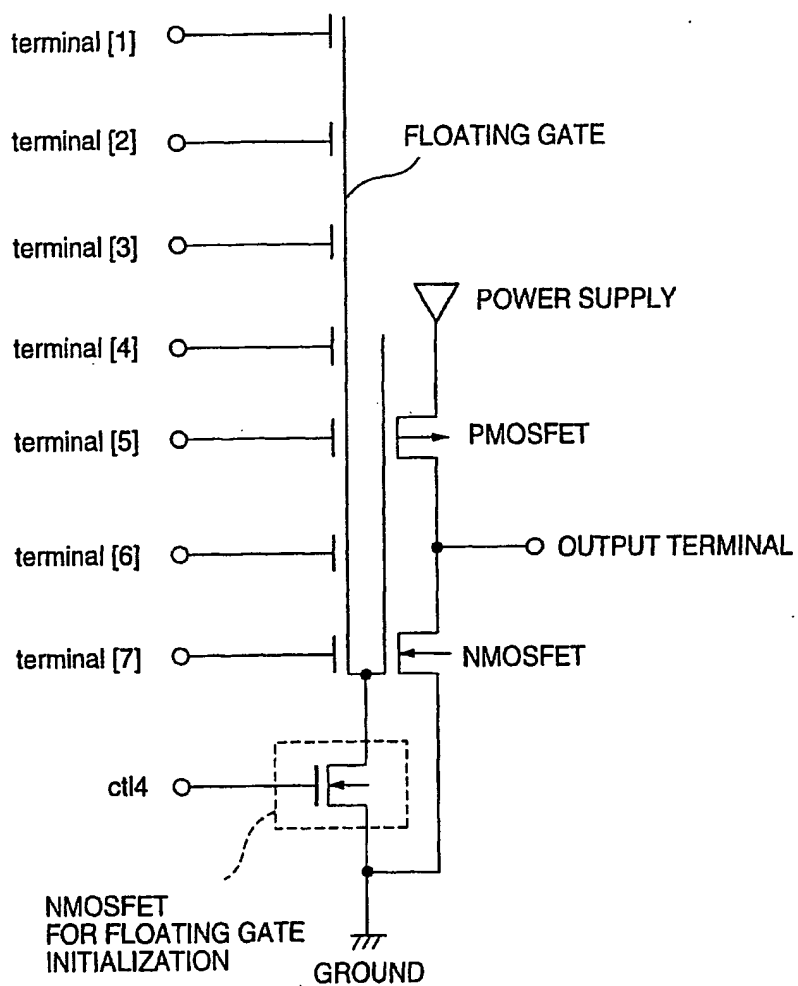 terminal [1]
terminal [2]
FLOATING GATE
terminal [3]
POWER SUPPLY
terminal [4]
terminal [5]
PMOSFET
terminal [6]
OUTPUT TERMINAL
terminal [7]
NMOSFET
ctl4
NMOSFET
FOR FLOATING GATE
INITIALIZATION
GROUND